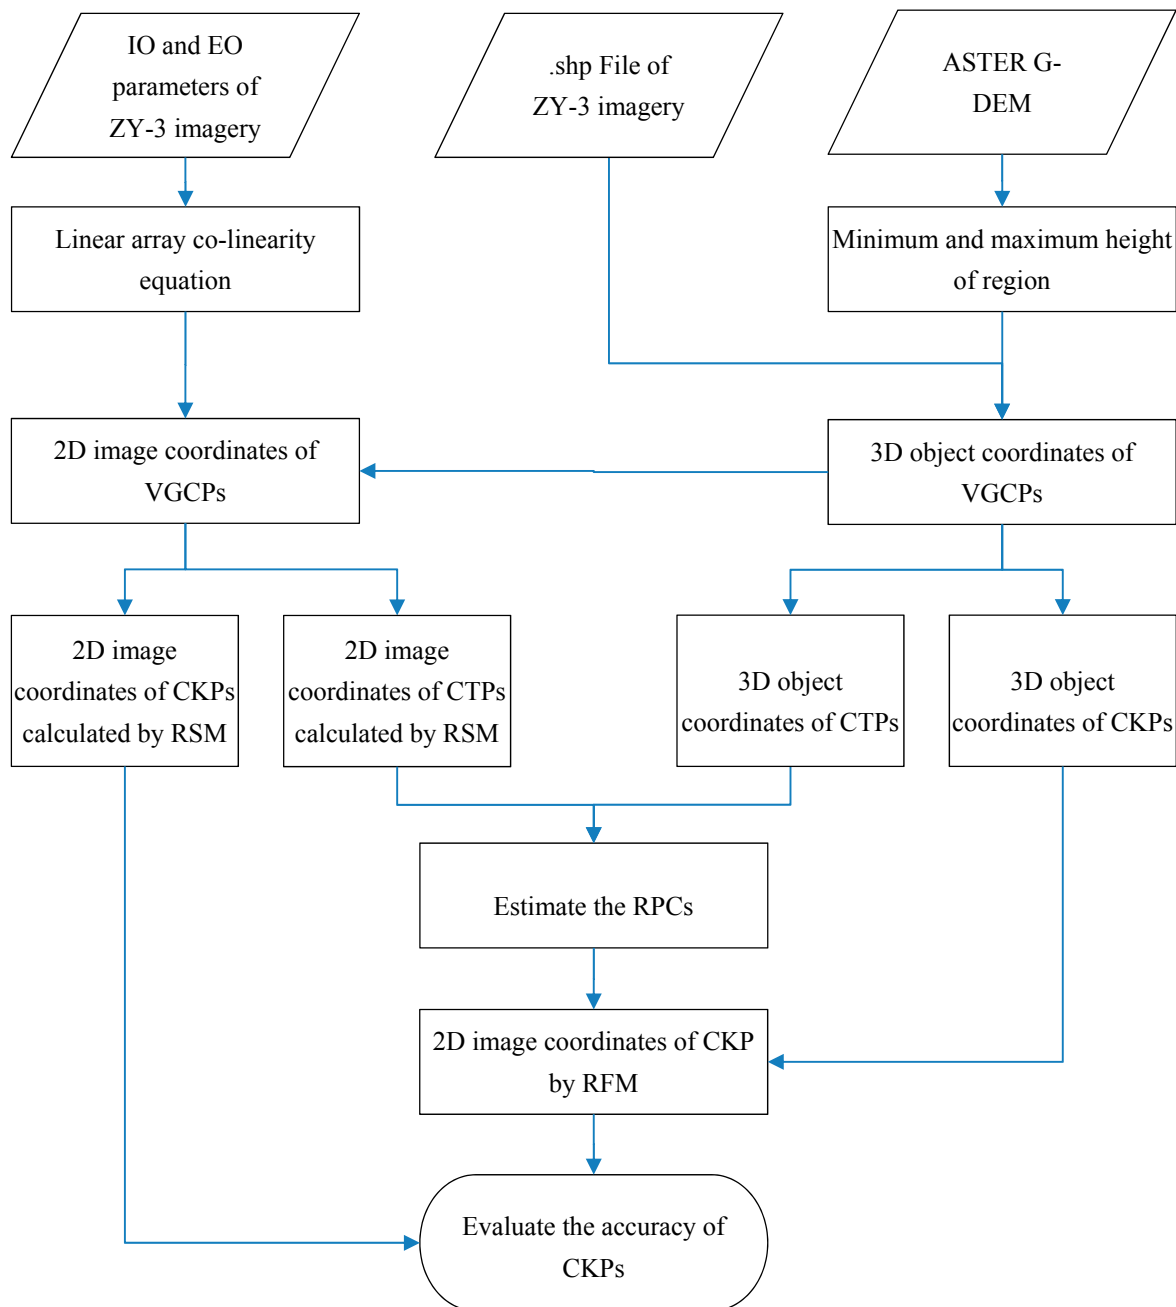 IO and EO
parameters of
ZY-3 imagery
.shp File of
ZY-3 imagery
ASTER G-
DEM
Linear array co-linearity
equation
Minimum and maximum height
of region
2D image coordinates of
VGCPs
3D object coordinates of
VGCPs
2D image
coordinates of CKPs
calculated by RSM
2D image
coordinates of CTPs
calculated by RSM
3D object
coordinates of CTPs
3D object
coordinates of CKPs
Estimate the RPCs
2D image coordinates of CKP
by RFM
Evaluate the accuracy of
CKPs